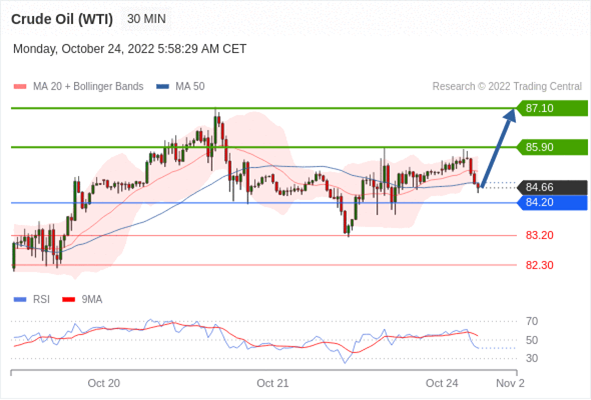 Crude Oil (WTI) 30 MIN
Monday, October 24, 2022 5:58:29 AM CET
MA 20 + Bollinger Bands MA 50 Research © 2022 Trading Central
87.10
85.90
84.66
84.20
83.20
82.30
RSI 9MA
70
50
30
Oct 20 Oct 21 Oct 24 Nov 2